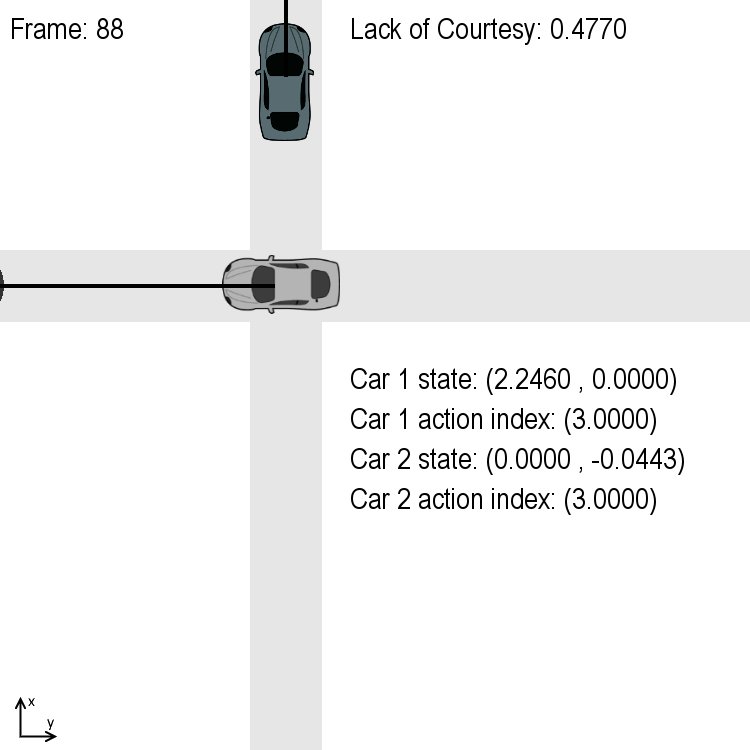 Frame: 88
Lack of Courtesy: 0.4770
Car 1 state: (2.2460 , 0.0000)
Car 1 action index: (3.0000)
Car 2 state: (0.0000 , -0.0443)
Car 2 action index: (3.0000)
x
y